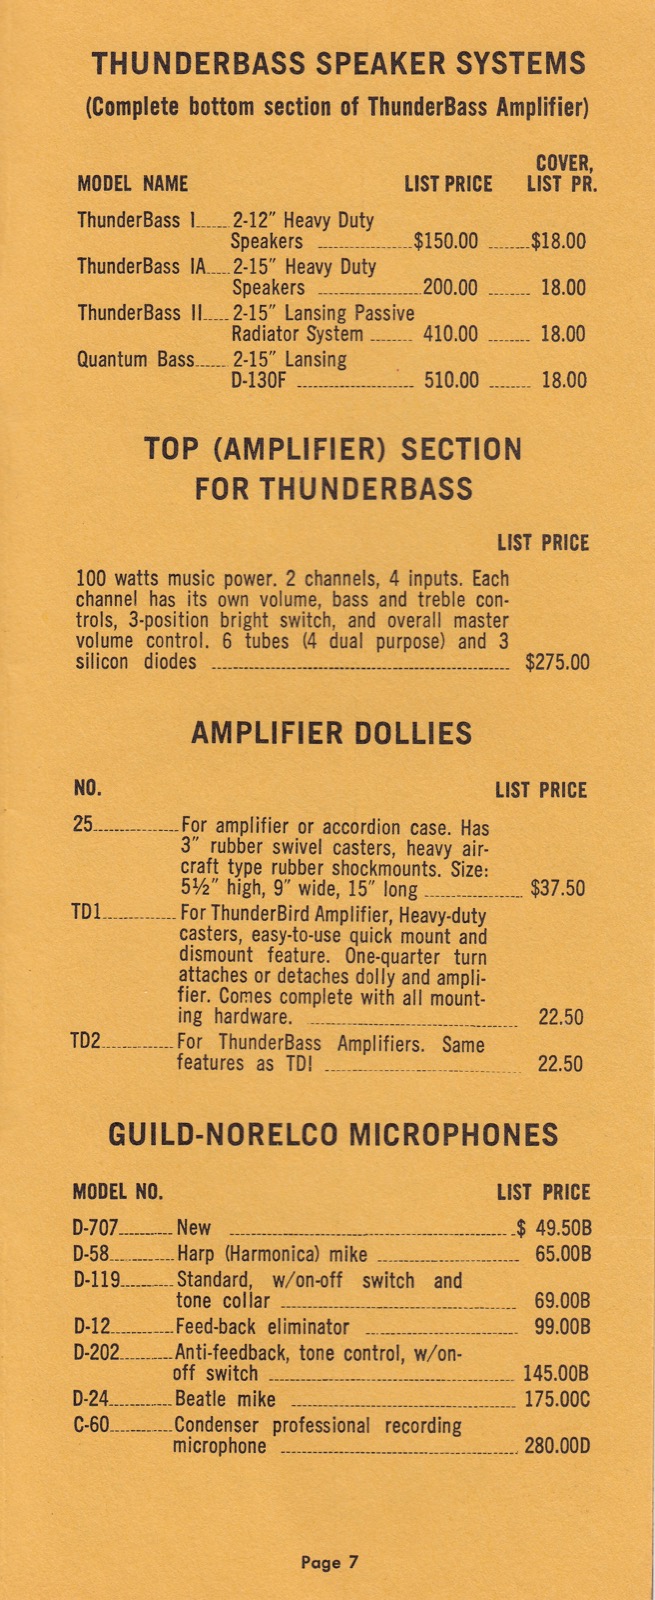 THUNDERBASS SPEAKER SYSTEMS
(Complete bottom section of ThunderBass Amplifier)
COVER,
MODEL NAME LIST PRICE LIST PR.
ThunderBass I 2-12″ Heavy Duty
Speakers $150.00 $18.00
ThunderBass IA 2-15″ Heavy Duty
Speakers 200.00 18.00
ThunderBass II 2-15″ Lansing Passive
Radiator System 410.00 18.00
Quantum Bass 2-15″ Lansing
D-130F 510.00 18.00
TOP (AMPLIFIER) SECTION
FOR THUNDERBASS
LIST PRICE
100 watts music power. 2 channels, 4 inputs. Each
channel has its own volume, bass and treble con-
trols, 3-position bright switch, and overall master
volume control. 6 tubes (4 dual purpose) and 3
silicon diodes $275.00
AMPLIFIER DOLLIES
NO. LIST PRICE
25 For amplifier or accordion case. Has
3″ rubber swivel casters, heavy air-
craft type rubber shockmounts. Size:
5½″ high, 9″ wide, 15″ long $37.50
TD1 For ThunderBird Amplifier, Heavy-duty
casters, easy-to-use quick mount and
dismount feature. One-quarter turn
attaches or detaches dolly and ampli-
fier. Comes complete with all mount-
ing hardware. 22.50
TD2 For ThunderBass Amplifiers. Same
features as TDI 22.50
GUILD-NORELCO MICROPHONES
MODEL NO. LIST PRICE
D-707 New $ 49.50B
D-58 Harp (Harmonica) mike 65.00B
D-119 Standard, w/on-off switch and
tone collar 69.00B
D-12 Feed-back eliminator 99.00B
D-202 Anti-feedback, tone control, w/on-
off switch 145.00B
D-24 Beatle mike 175.00C
C-60 Condenser professional recording
microphone 280.00D
Page 7